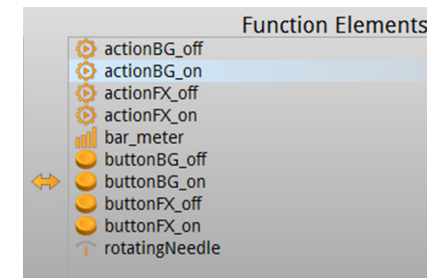 Function Elements
actionBG_off
actionBG_on
actionFX_off
actionFX_on
bar_meter
buttonBG_off
buttonBG_on
buttonFX_off
buttonFX_on
rotatingNeedle